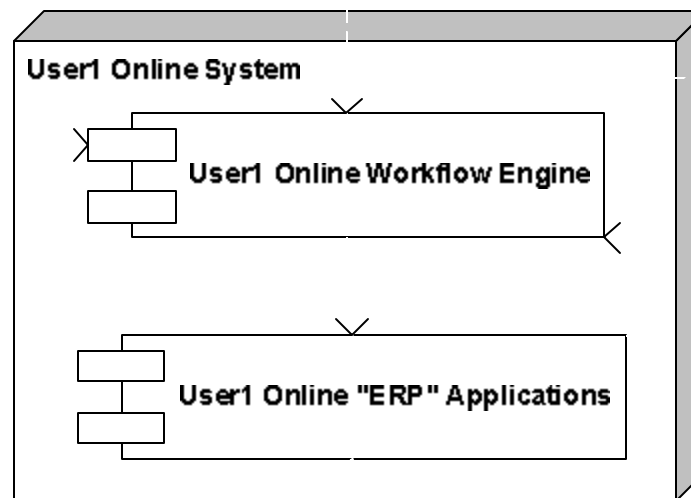 User1 Online System
User1 Online Workflow Engine
User1 Online "ERP" Applications